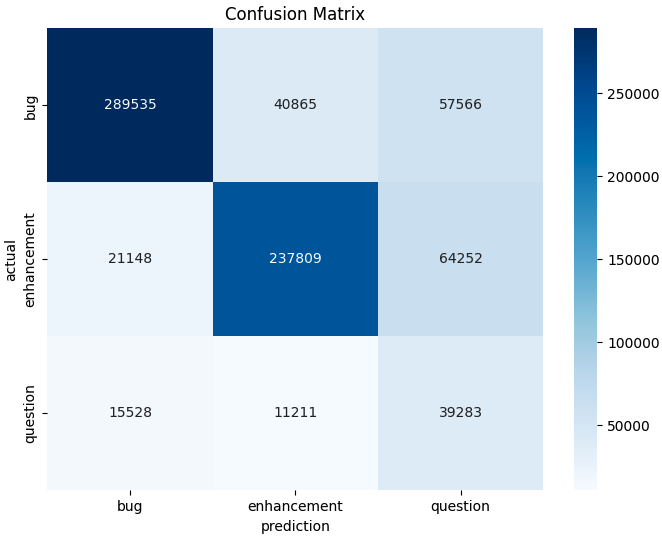 Confusion Matrix
bug
289535 40865 57566
250000
200000
actual
enhancement
21148 237809 64252
150000
100000
question
15528 11211 39283
50000
bug enhancement question
prediction